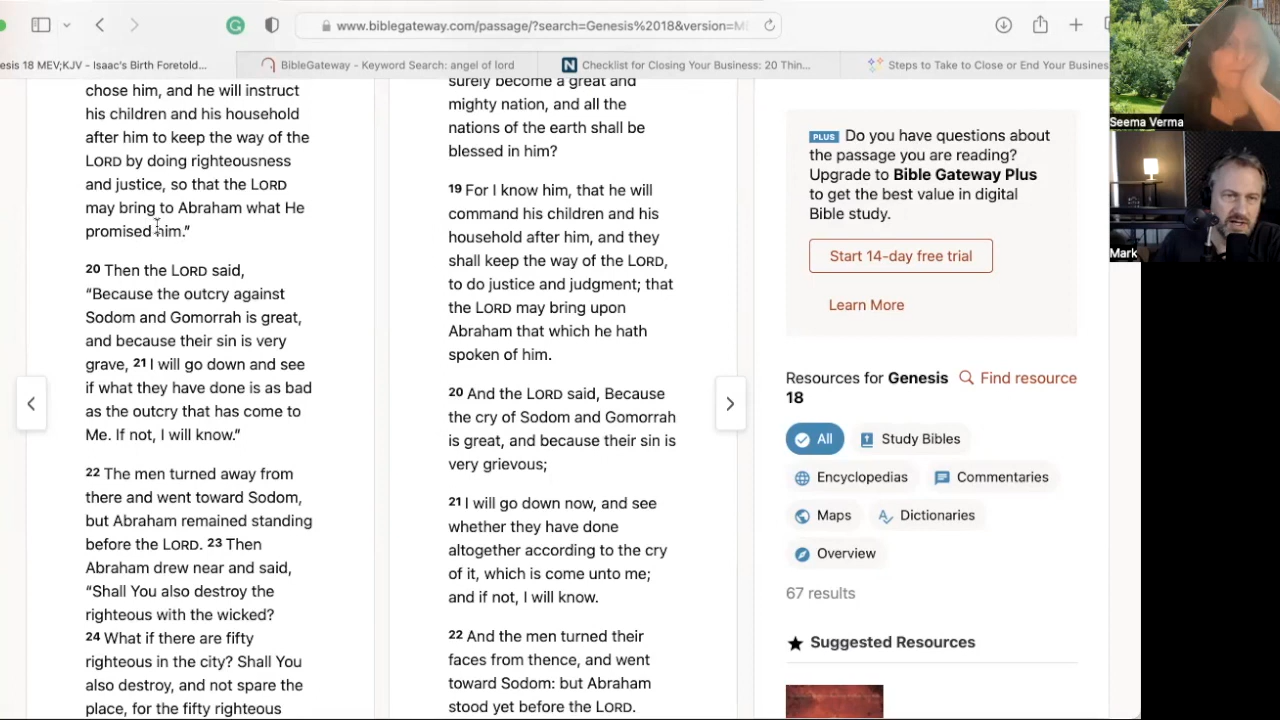 www.biblegateway.com/passage/?search=Genesis%2018&version=M
esis 18 MEV;KJV - Isaac's Birth Foretold...
BibleGateway - Keyword Search: angel of lord
Checklist for Closing Your Business: 20 Thin...
Steps to Take to Close or End Your Business
chose him, and he will instruct
his children and his household
after him to keep the way of the
LORD by doing righteousness
and justice, so that the LORD
may bring to Abraham what He
promised him.”
20 Then the LORD said,
“Because the outcry against
Sodom and Gomorrah is great,
and because their sin is very
grave, 21 I will go down and see
if what they have done is as bad
as the outcry that has come to
Me. If not, I will know.”
22 The men turned away from
there and went toward Sodom,
but Abraham remained standing
before the LORD. 23 Then
Abraham drew near and said,
“Shall You also destroy the
righteous with the wicked?
24 What if there are fifty
righteous in the city? Shall You
also destroy, and not spare the
place, for the fifty righteous
surely become a great and
mighty nation, and all the
nations of the earth shall be
blessed in him?
19 For I know him, that he will
command his children and his
household after him, and they
shall keep the way of the LORD,
to do justice and judgment; that
the LORD may bring upon
Abraham that which he hath
spoken of him.
20 And the LORD said, Because
the cry of Sodom and Gomorrah
is great, and because their sin is
very grievous;
21 I will go down now, and see
whether they have done
altogether according to the cry
of it, which is come unto me;
and if not, I will know.
22 And the men turned their
faces from thence, and went
toward Sodom: but Abraham
stood yet before the LORD.
PLUS Do you have questions about
the passage you are reading?
Upgrade to Bible Gateway Plus
to get the best value in digital
Bible study.
Start 14-day free trial
Learn More
Resources for Genesis
18
Find resource
All
Study Bibles
Encyclopedias
Commentaries
Maps
Dictionaries
Overview
67 results
Suggested Resources
Seema Verma
Mark